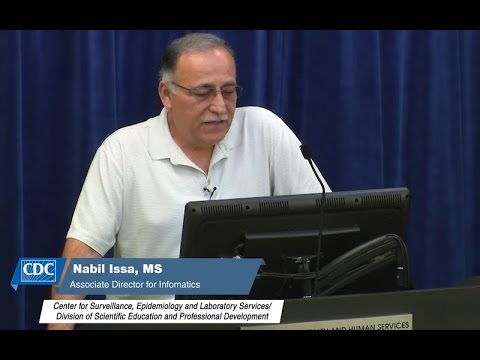 CDC
Nabil Issa, MS
Associate Director for Infomatics
Center for Surveillance, Epidemiology and Laboratory Services/
Division of Scientific Education and Professional Development
AND HUMAN SERVICES